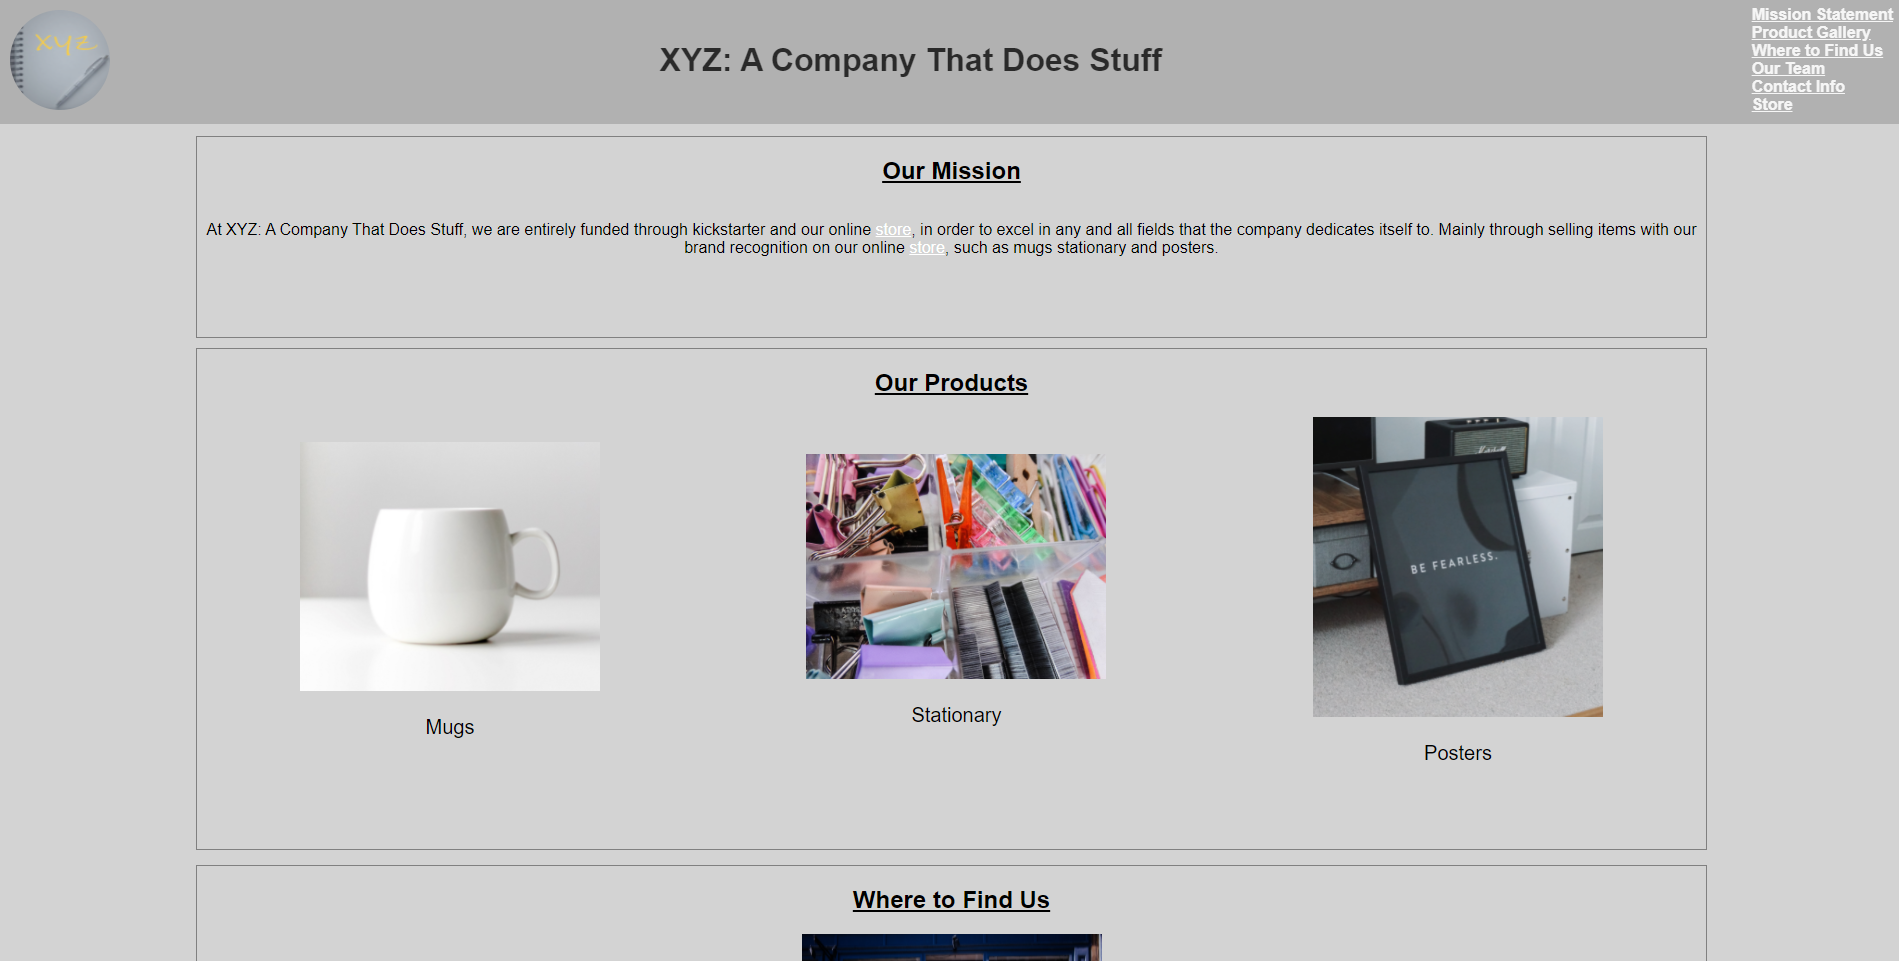 xyz
XYZ: A Company That Does Stuff
Mission Statement
Product Gallery
Where to Find Us
Our Team
Contact Info
Store
Our Mission
At XYZ: A Company That Does Stuff, we are entirely funded through kickstarter and our online store, in order to excel in any and all fields that the company dedicates itself to. Mainly through selling items with our
brand recognition on our online store, such as mugs stationary and posters.
Our Products
Marshall
BE FEARLESS.
Mugs
Stationary
Posters
Where to Find Us